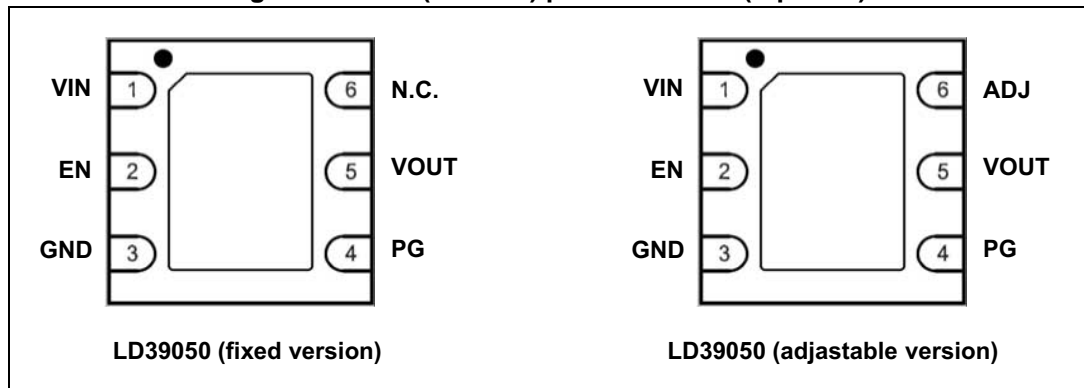 VIN 1 6 N.C.
EN 2 5 VOUT
GND 3 4 PG
LD39050 (fixed version)
VIN 1 6 ADJ
EN 2 5 VOUT
GND 3 4 PG
LD39050 (adjastable version)